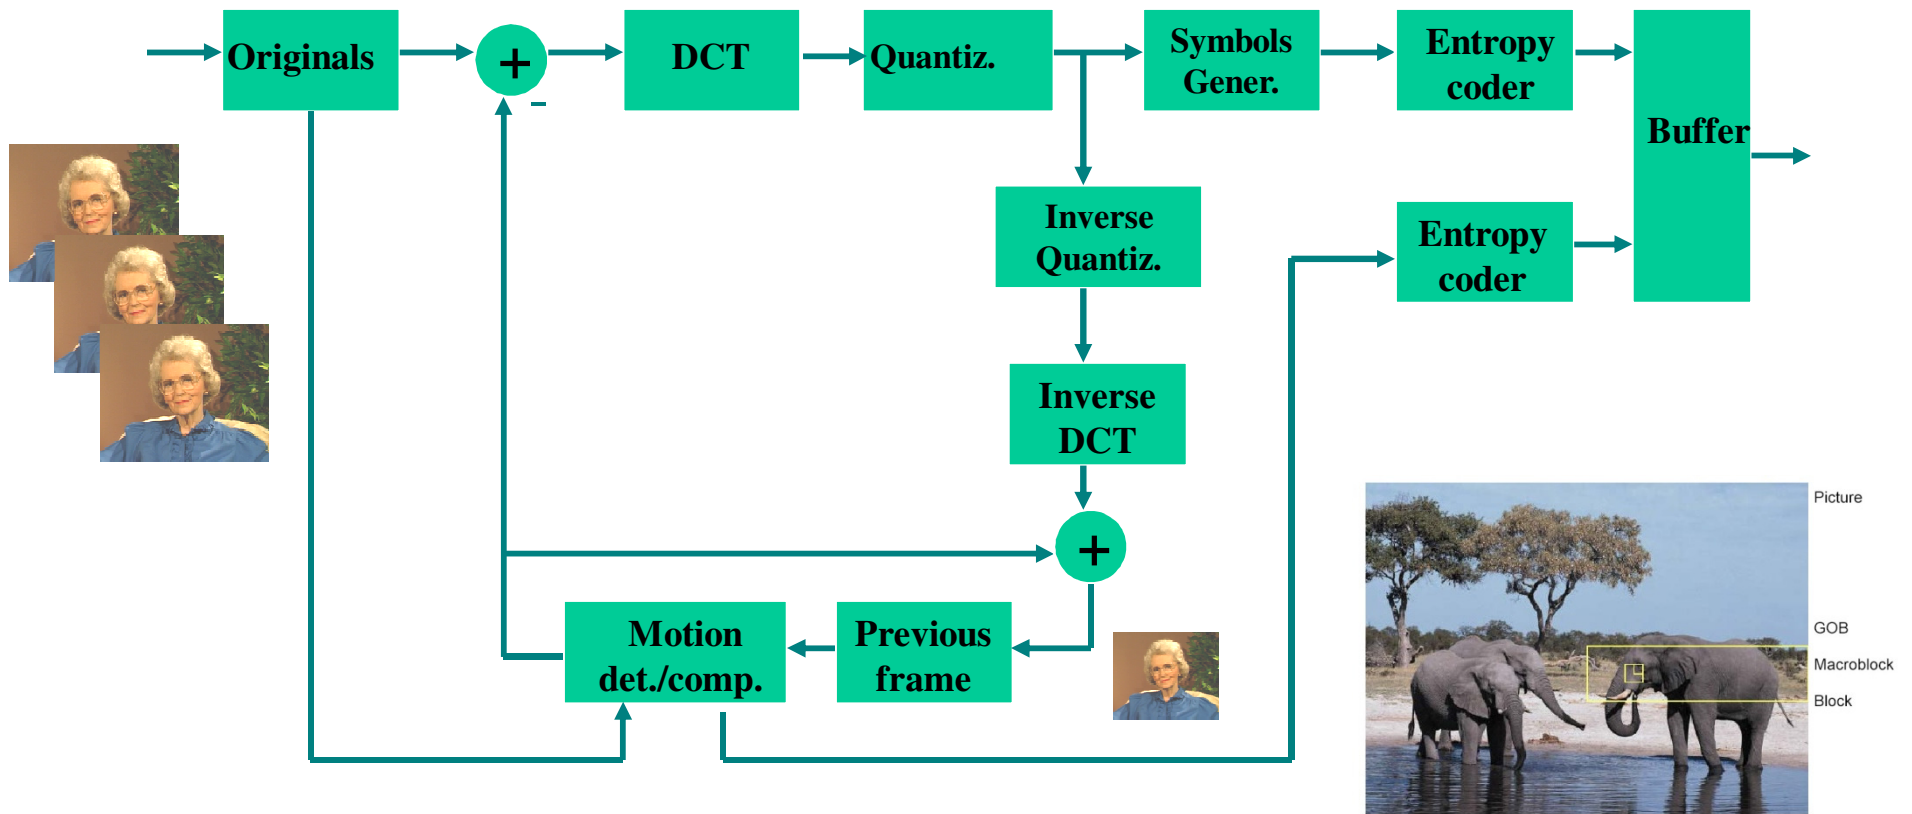 Originals
+
–
DCT
Quantiz.
Symbols
Gener.
Entropy
coder
Buffer
Inverse
Quantiz.
Entropy
coder
Inverse
DCT
+
Motion
det./comp.
Previous
frame
Picture
GOB
Macroblock
Block